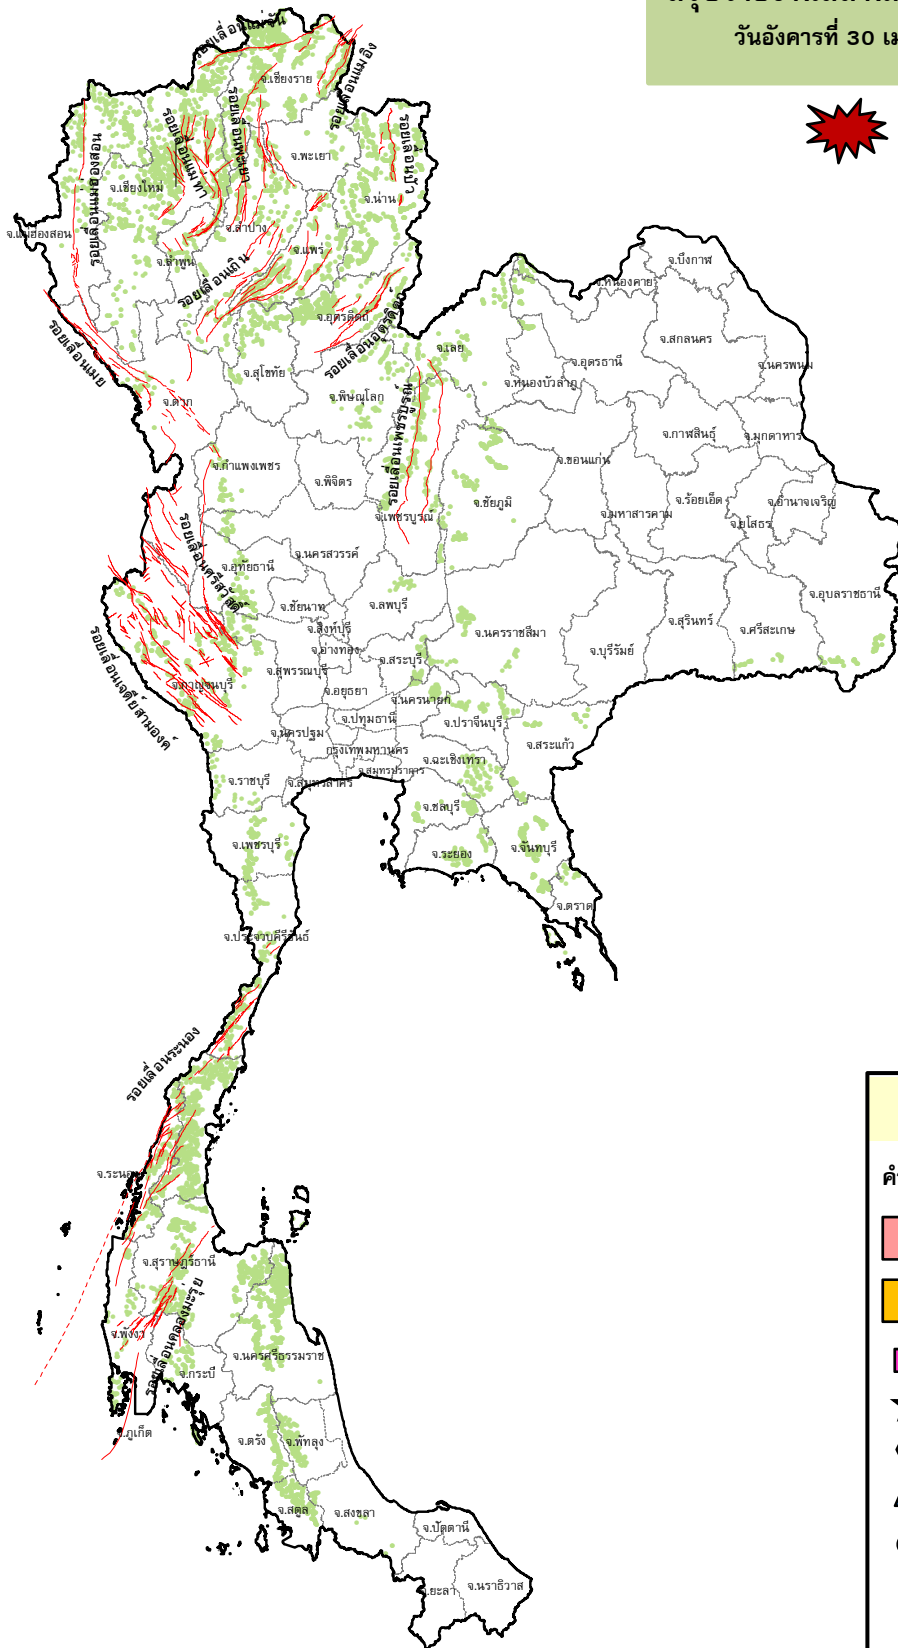 วันอังคารที่ 30 เม
รอยเลื่อนแม่จัน
จ.เชียงราย
รอยเลื่อนแม่อิง
รอยเลื่อนพะเยา
รอยเลื่อนแม่ทา
รอยเลื่อนปัว
รอยเลื่อนแม่ฮ่องสอน
จ.พะเยา
จ.เชียงใหม่
จ.น่าน
จ.แม่ฮ่องสอน
จ.ลำปาง
จ.แพร่
จ.ลำพูน
รอยเลื่อนเถิน
จ.บึงกาฬ
จ.หนองคาย
จ.อุตรดิตถ์
รอยเลื่อนอุตรดิตถ์
รอยเลื่อนเมย
จ.เลย
จ.สกลนคร
จ.อุดรธานี
จ.นครพนม
จ.สุโขทัย
จ.หนองบัวลำภู
จ.ตาก
จ.พิษณุโลก
รอยเลื่อนเพชรบูรณ์
จ.กาฬสินธุ์
จ.มุกดาหาร
จ.กำแพงเพชร
จ.ขอนแก่น
จ.พิจิตร
จ.เพชรบูรณ์
จ.ชัยภูมิ
จ.ร้อยเอ็ด
จ.อำนาจเจริญ
จ.มหาสารคาม
จ.ยโสธร
รอยเลื่อนศรีสวัสดิ์
จ.นครสวรรค์
จ.อุทัยธานี
จ.ชัยนาท
จ.ลพบุรี
จ.อุบลราชธานี
จ.สิงห์บุรี
จ.นครราชสีมา
จ.สุรินทร์
จ.ศรีสะเกษ
จ.อ่างทอง
จ.บุรีรัมย์
รอยเลื่อนเจดีย์สามองค์
จ.สุพรรณบุรี
จ.สระบุรี
จ.กาญจนบุรี
จ.อยุธยา
จ.นครนายก
จ.ปทุมธานี
จ.ปราจีนบุรี
จ.นครปฐม
จ.สระแก้ว
กรุงเทพมหานคร
จ.ฉะเชิงเทรา
จ.สมุทรปราการ
จ.ราชบุรี
จ.สมุทรสาคร
จ.ชลบุรี
จ.เพชรบุรี
จ.ระยอง
จ.จันทบุรี
จ.ตราด
จ.ประจวบคีรีขันธ์
รอยเลื่อนระนอง
จ.ระนอง
จ.สุราษฎร์ธานี
รอยเลื่อนคลองมะรุ่ย
จ.พังงา
จ.นครศรีธรรมราช
จ.กระบี่
จ.ภูเก็ต
จ.ตรัง
จ.พัทลุง
จ.สตูล
จ.สงขลา
จ.ปัตตานี
จ.ยะลา
จ.นราธิวาส